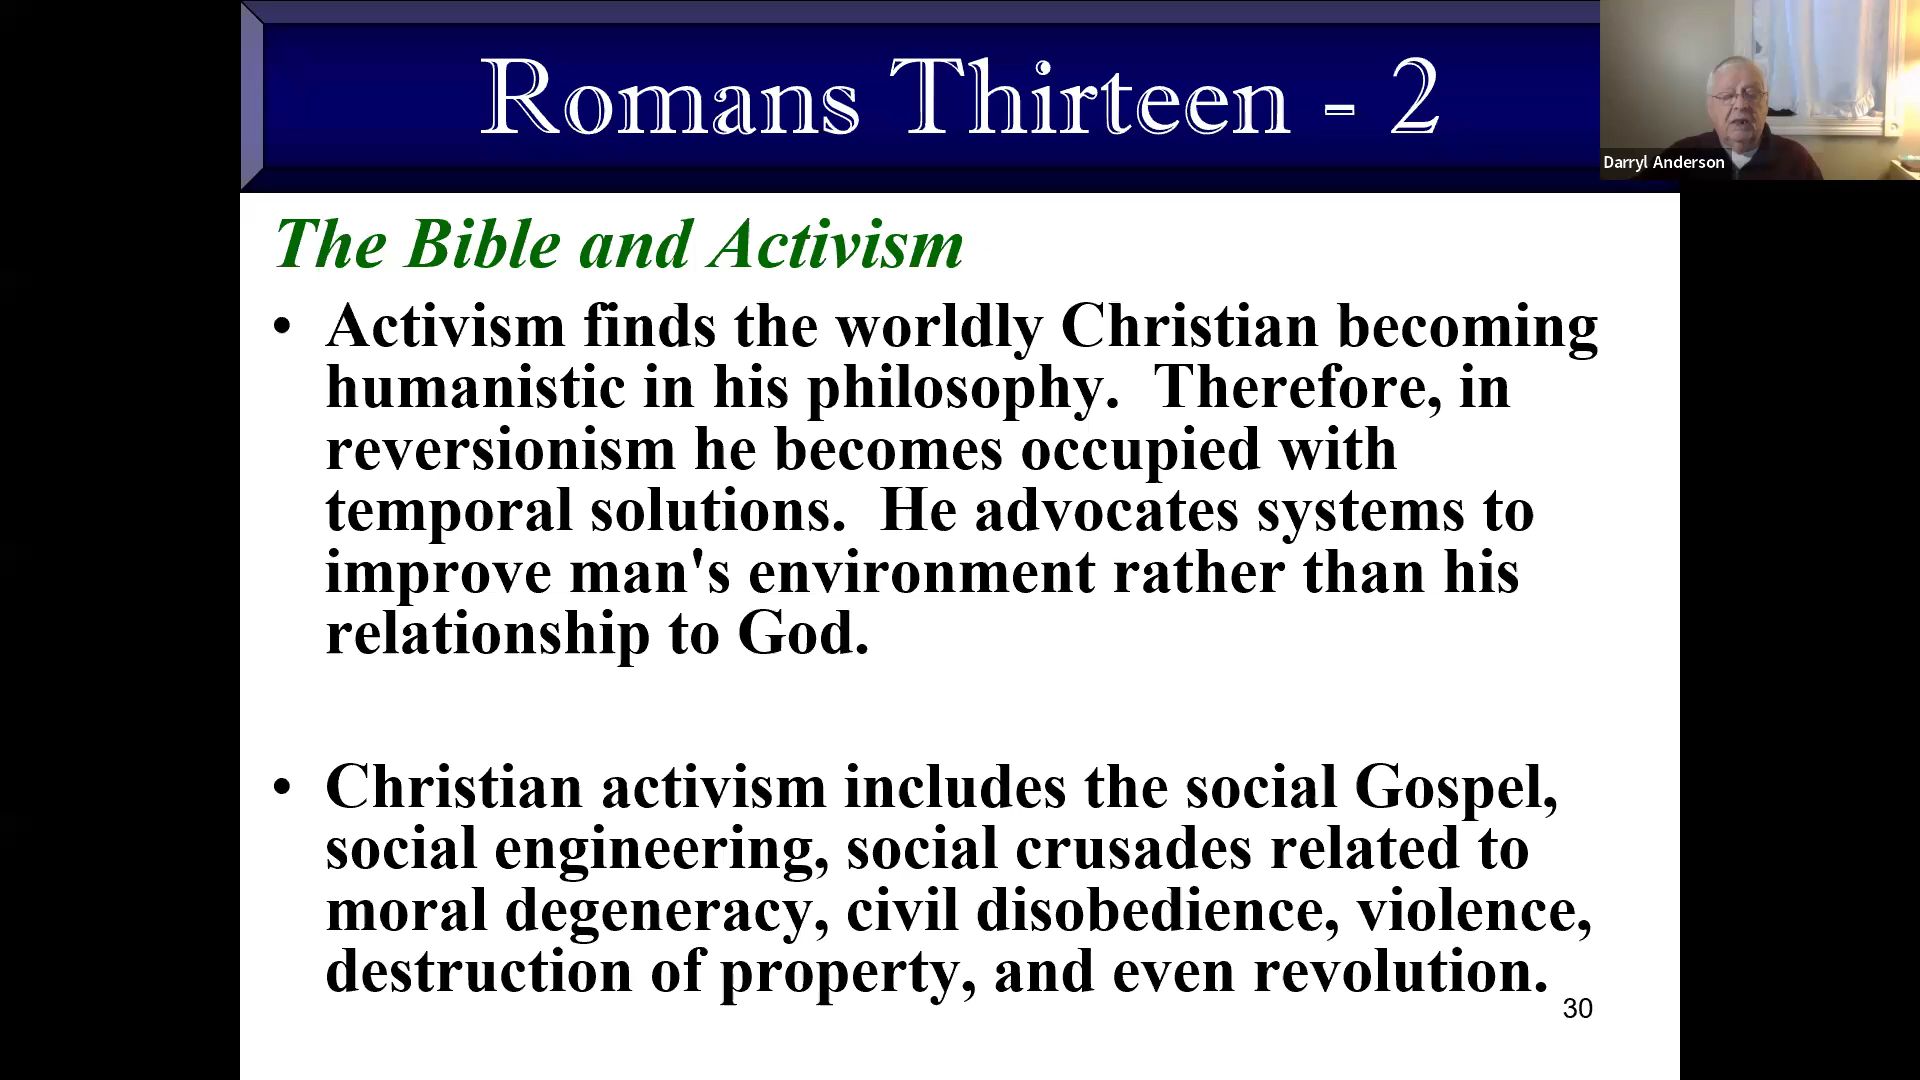 Romans Thirteen - 2
Darryl Anderson
The Bible and Activism
• Activism finds the worldly Christian becoming
humanistic in his philosophy.  Therefore, in
reversionism he becomes occupied with
temporal solutions.  He advocates systems to
improve man's environment rather than his
relationship to God.
• Christian activism includes the social Gospel,
social engineering, social crusades related to
moral degeneracy, civil disobedience, violence,
destruction of property, and even revolution.
30